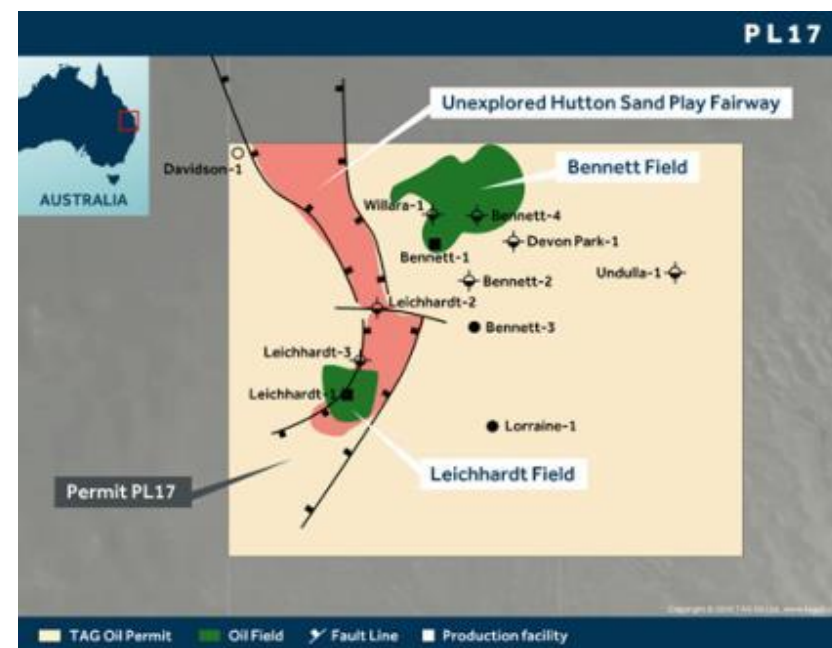 PL17
Unexplored Hutton Sand Play Fairway
Bennett Field
Davidson-1
AUSTRALIA
Willara-1
Bennett-4
Devon Park-1
Bennett-1
Undulla-1
Bennett-2
Leichhardt-2
Bennett-3
Leichhardt-3
Leichhardt-1
Lorraine-1
Leichhardt Field
Permit PL17
TAG Oil Permit
Oil Field
Fault Line
Production facility